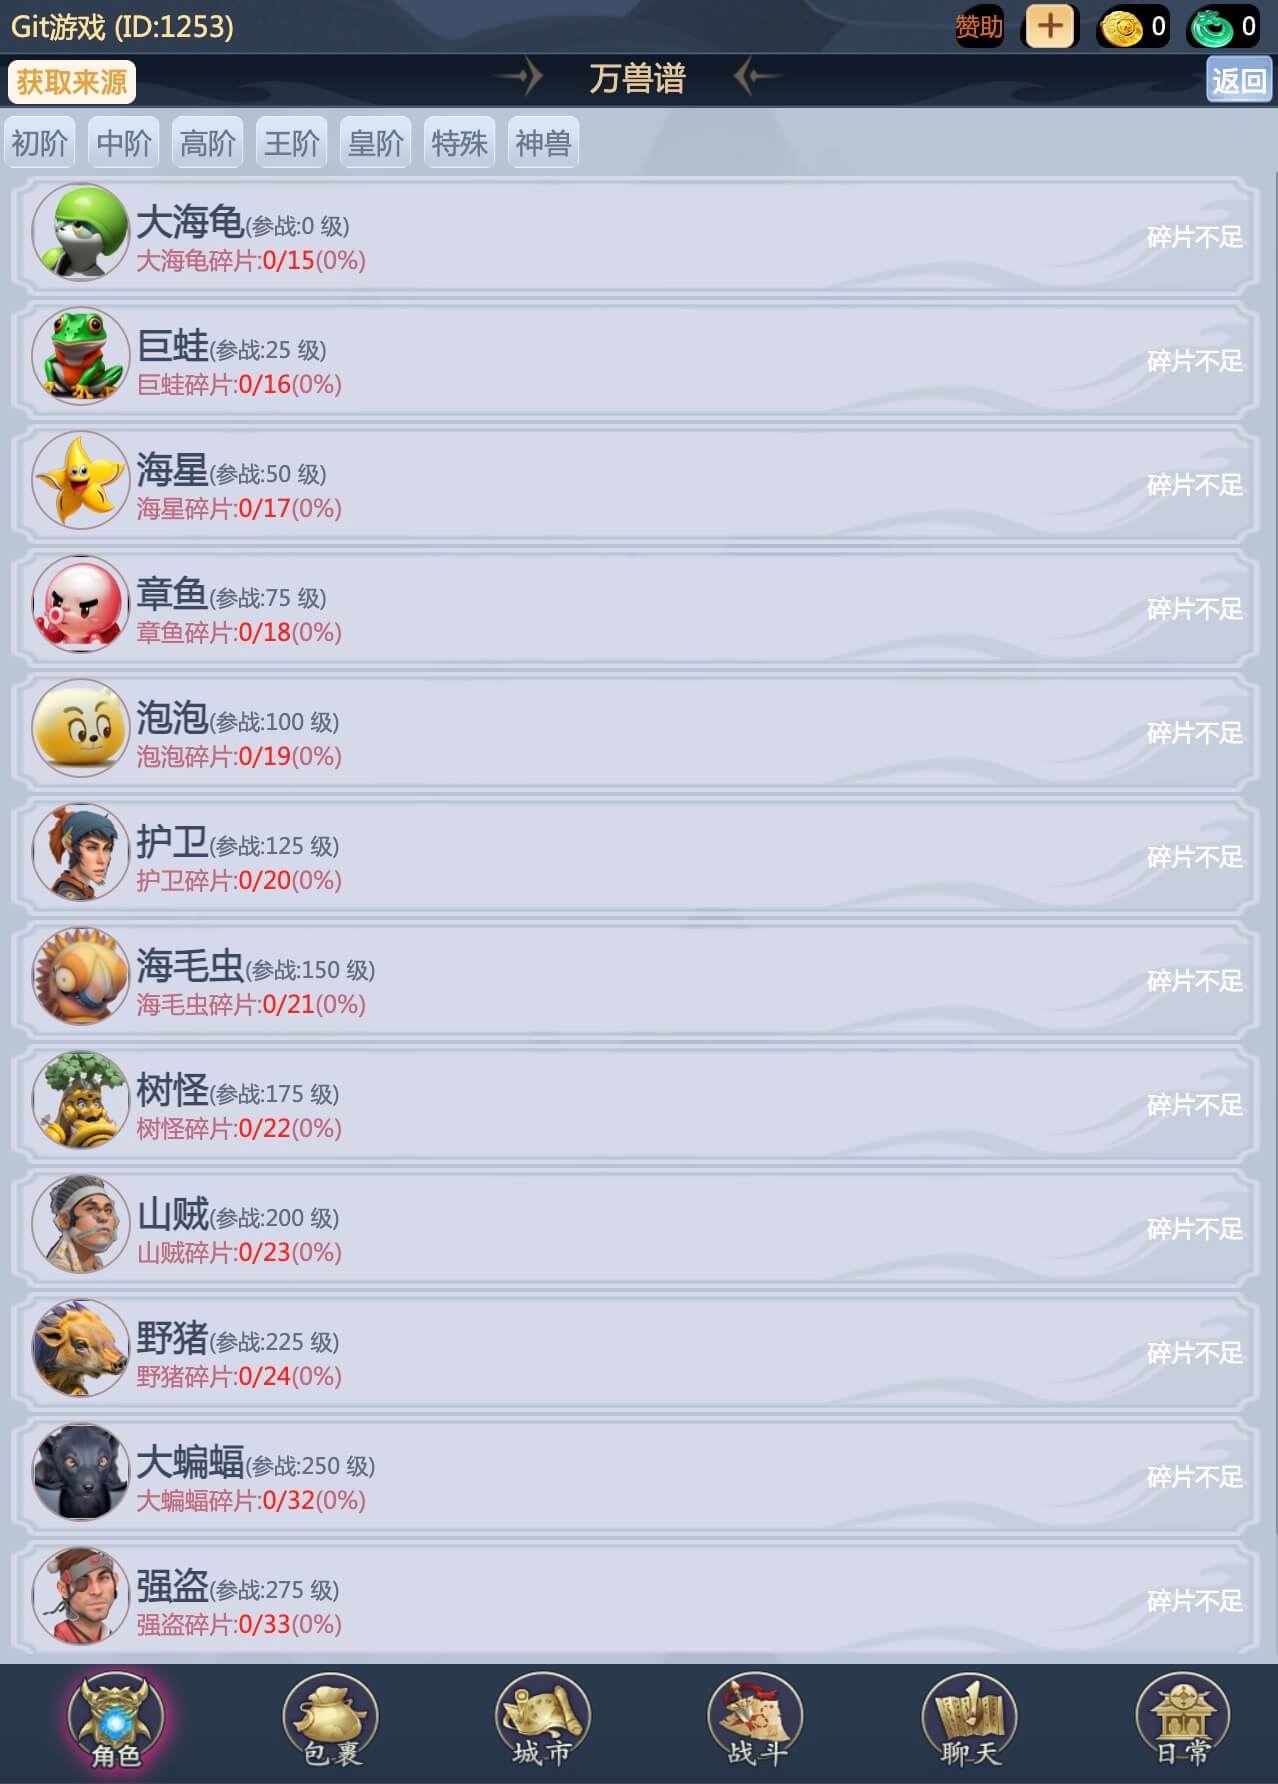 Git游戏 (ID:1253)
赞助
0
0
获取来源
万兽谱
返回
初阶 中阶 高阶 王阶 皇阶 特殊 神兽
大海龟(参战:0 级)
大海龟碎片:0/15(0%)
碎片不足
巨蛙(参战:25 级)
巨蛙碎片:0/16(0%)
碎片不足
海星(参战:50 级)
海星碎片:0/17(0%)
碎片不足
章鱼(参战:75 级)
章鱼碎片:0/18(0%)
碎片不足
泡泡(参战:100 级)
泡泡碎片:0/19(0%)
碎片不足
护卫(参战:125 级)
护卫碎片:0/20(0%)
碎片不足
海毛虫(参战:150 级)
海毛虫碎片:0/21(0%)
碎片不足
树怪(参战:175 级)
树怪碎片:0/22(0%)
碎片不足
山贼(参战:200 级)
山贼碎片:0/23(0%)
碎片不足
野猪(参战:225 级)
野猪碎片:0/24(0%)
碎片不足
大蝙蝠(参战:250 级)
大蝙蝠碎片:0/32(0%)
碎片不足
强盗(参战:275 级)
强盗碎片:0/33(0%)
碎片不足
角色 包裹 城市 战斗 聊天 日常